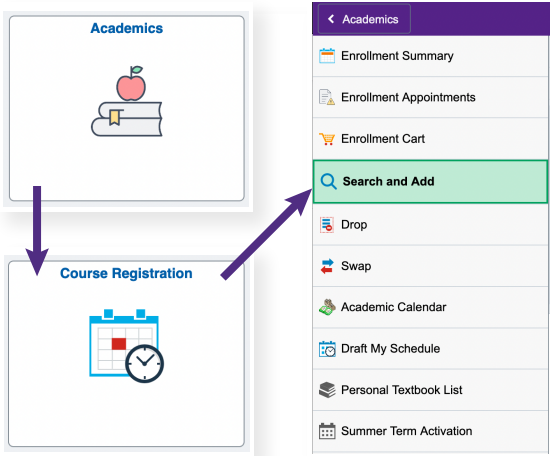 Academics
Course Registration
Academics
Enrollment Summary
Enrollment Appointments
Enrollment Cart
Search and Add
Drop
Swap
Academic Calendar
Draft My Schedule
Personal Textbook List
Summer Term Activation